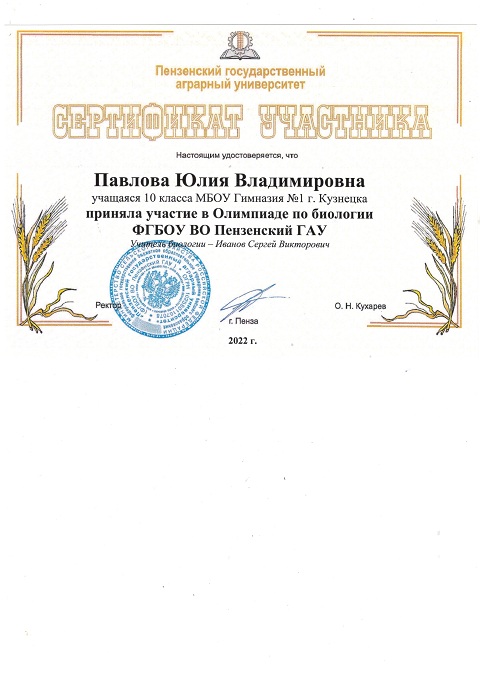 Пензенский государственный
аграрный университет
СЕРТИФИКАТ УЧАСТНИКА
Настоящим удостоверяется, что
Павлова Юлия Владимировна
учащаяся 10 класса МБОУ Гимназия №1 г. Кузнецка
приняла участие в Олимпиаде по биологии
ФГБОУ ВО Пензенский ГАУ
Учитель биологии – Иванов Сергей Викторович
Ректор
О. Н. Кухарев
г. Пенза
2022 г.